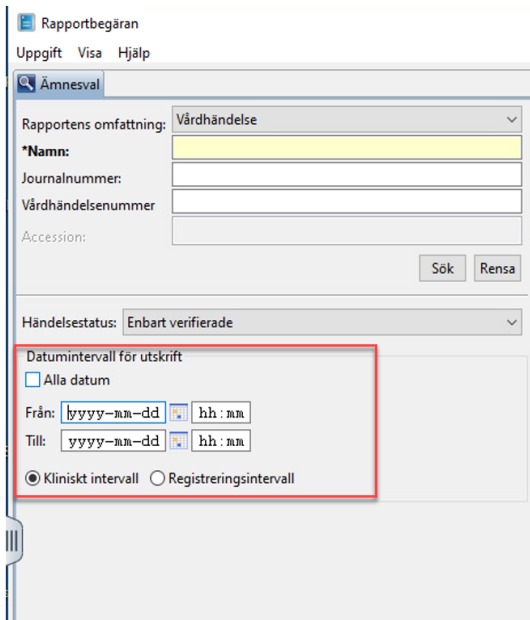 Rapportbegäran
Uppgift Visa Hjälp
Ämnesval
Rapportens omfattning: Vårdhändelse
*Namn:
Journalnummer:
Vårdhändelsenummer
Accession:
Sök Rensa
Händelsestatus: Enbart verifierade
Datumintervall för utskrift
Alla datum
Från: yyyy-mm-dd hh:mm
Till: yyyy-mm-dd hh:mm
Kliniskt intervall Registreringsintervall